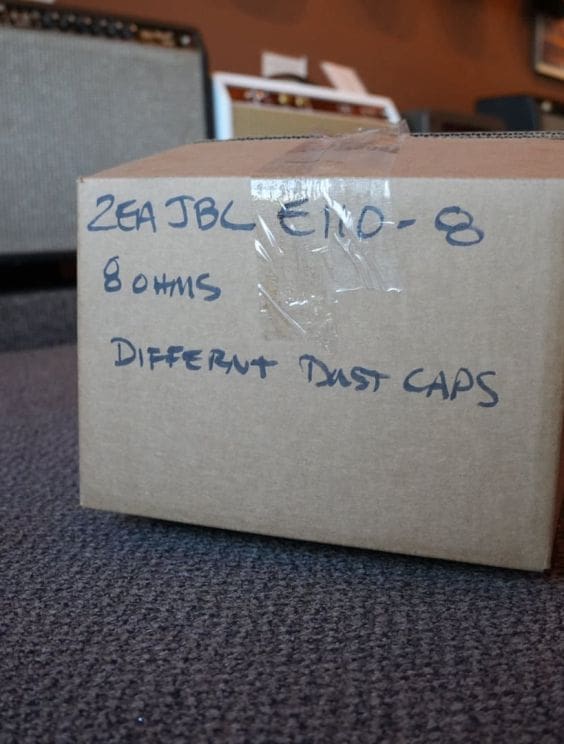 2EA JBL E110-8
8 OHMS
DIFFERNT DUST CAPS